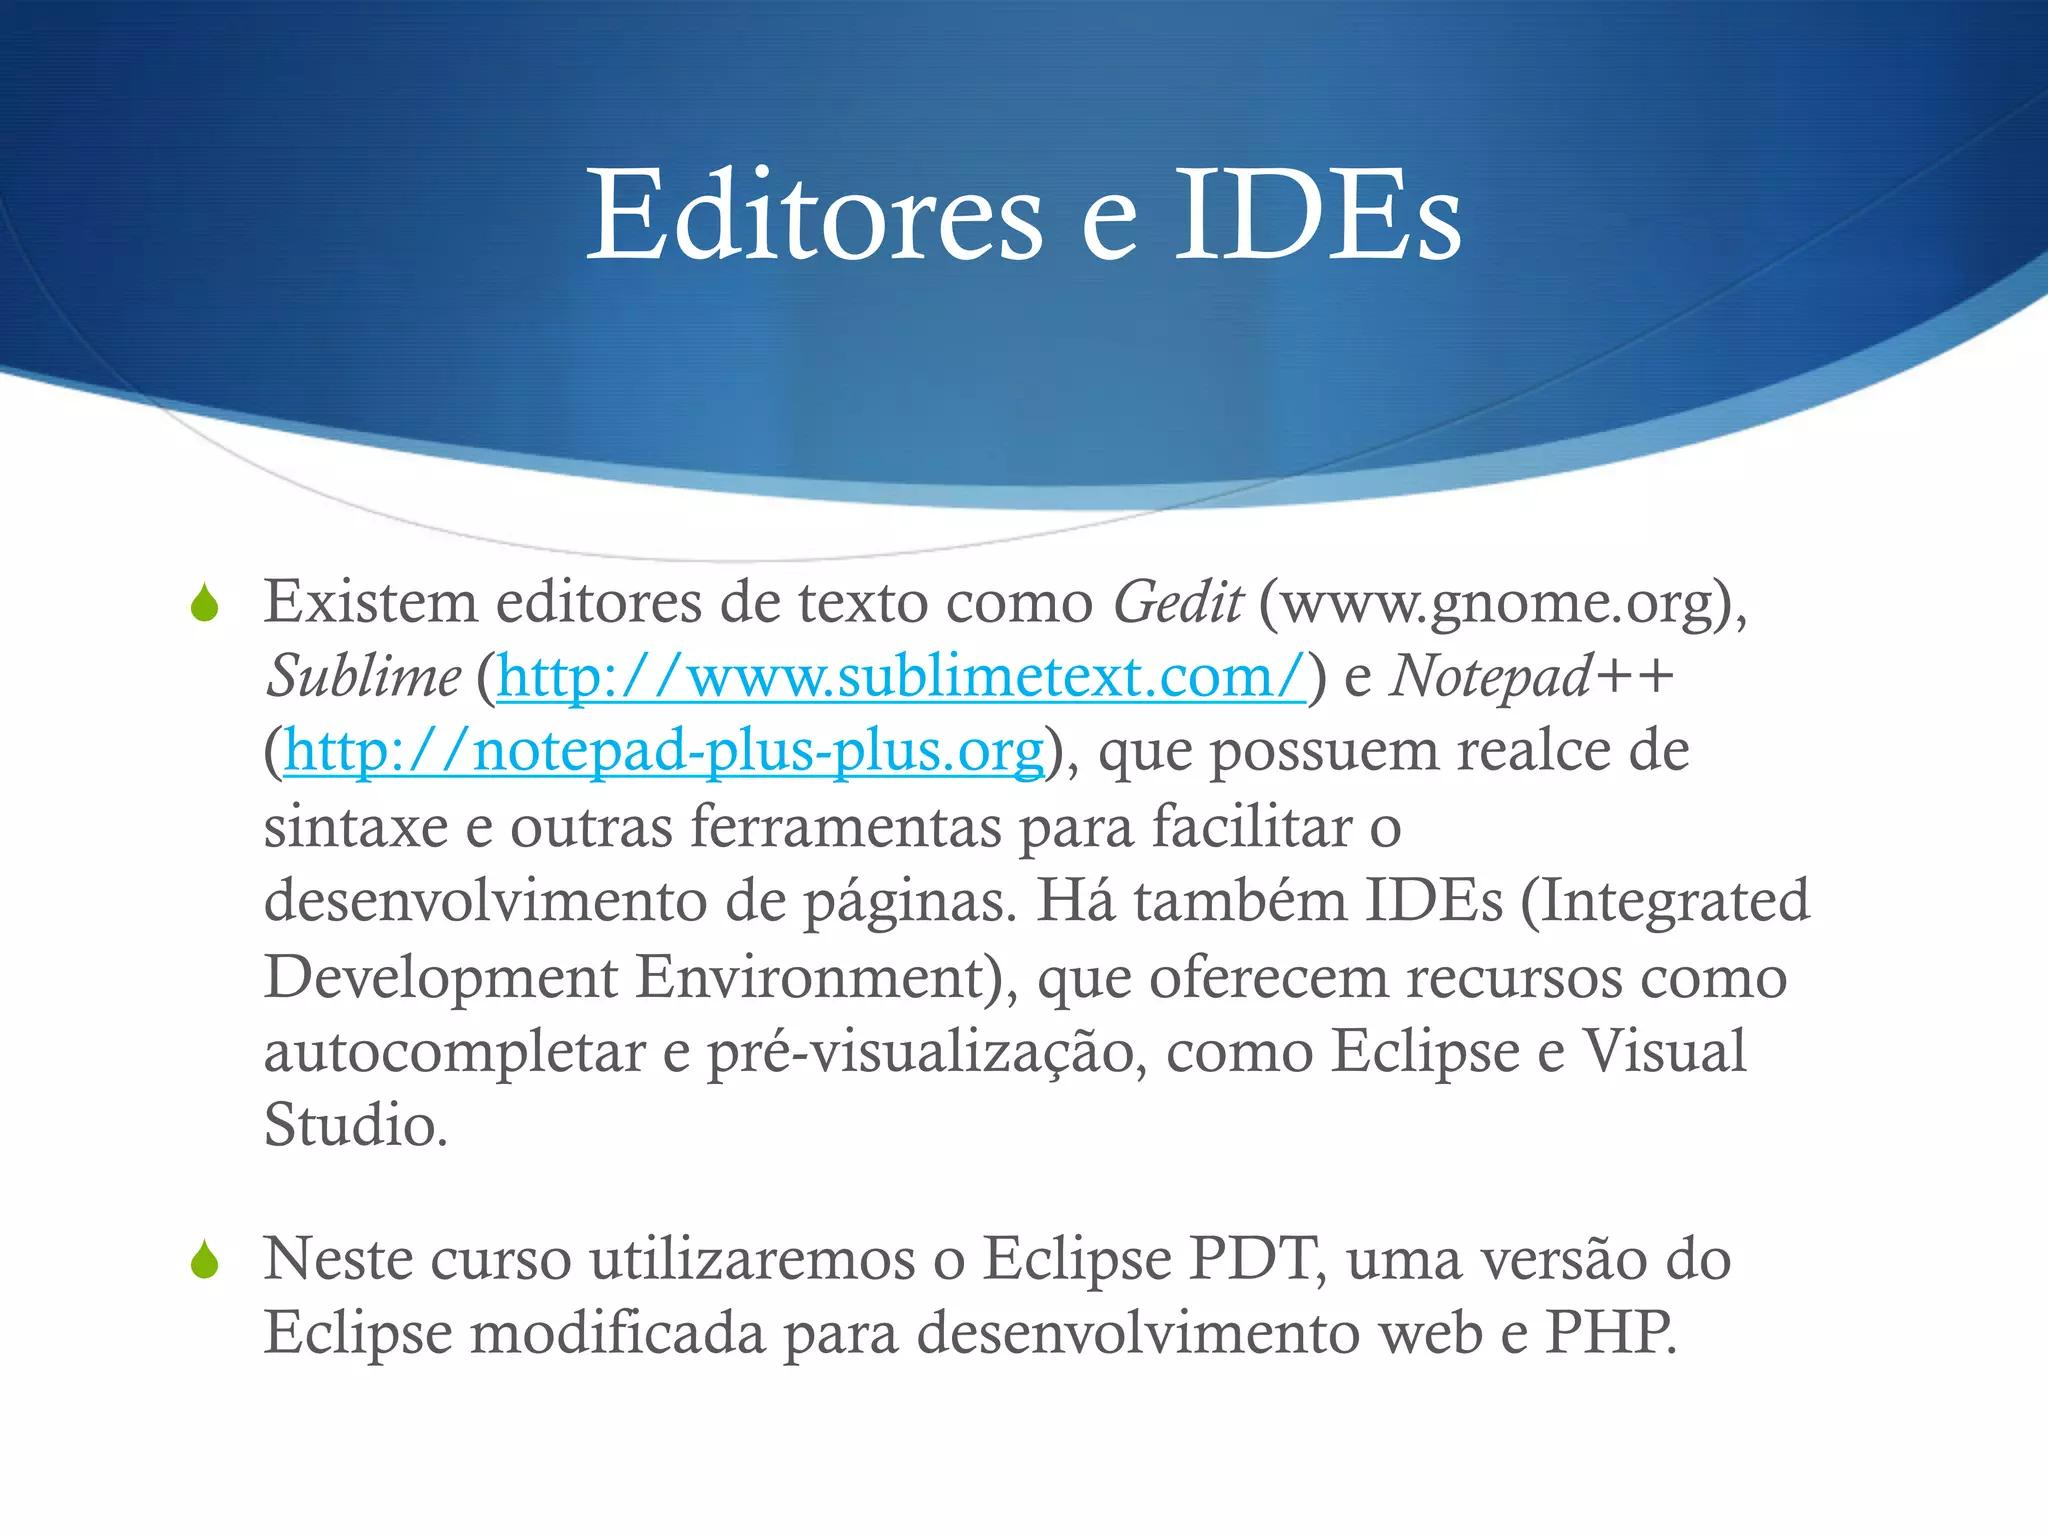 Editores e IDEs
Existem editores de texto como Gedit (www.gnome.org),
Sublime (http://www.sublimetext.com/) e Notepad++
(http://notepad-plus-plus.org), que possuem realce de
sintaxe e outras ferramentas para facilitar o
desenvolvimento de páginas. Há também IDEs (Integrated
Development Environment), que oferecem recursos como
autocompletar e pré-visualização, como Eclipse e Visual
Studio.
Neste curso utilizaremos o Eclipse PDT, uma versão do
Eclipse modificada para desenvolvimento web e PHP.